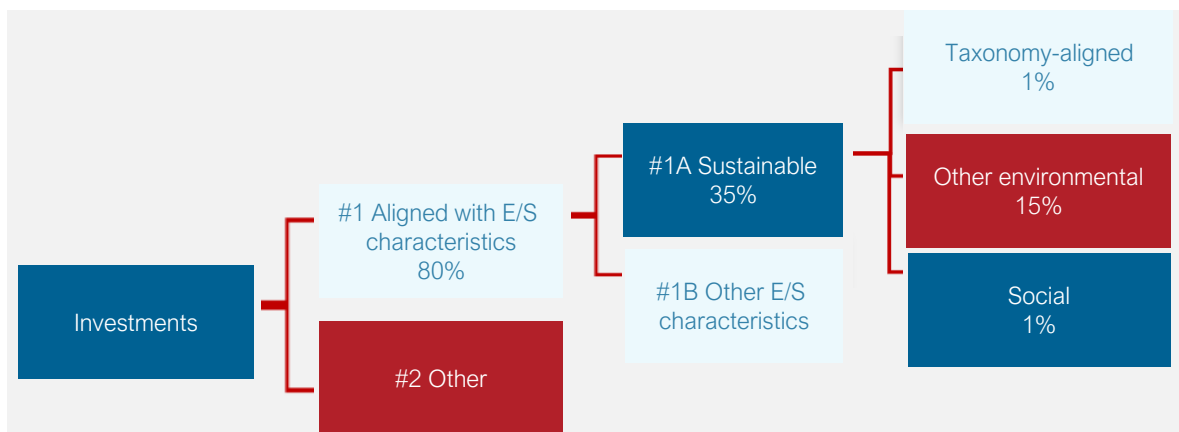 Investments
#1 Aligned with E/S
characteristics
80%
#2 Other
#1A Sustainable
35%
#1B Other E/S
characteristics
Taxonomy-aligned
1%
Other environmental
15%
Social
1%